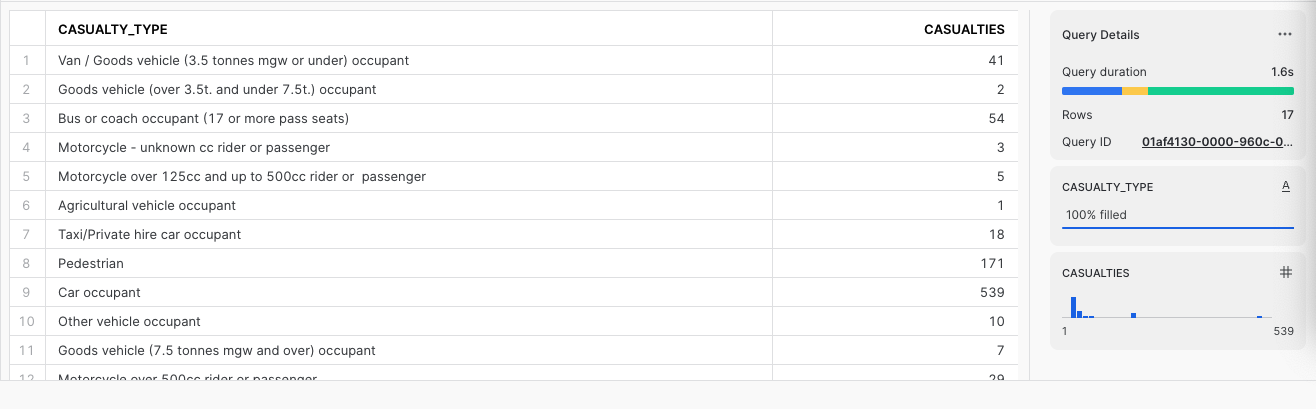 CASUALTY_TYPE CASUALTIES
1 Van / Goods vehicle (3.5 tonnes mgw or under) occupant 41
2 Goods vehicle (over 3.5t. and under 7.5t.) occupant 2
3 Bus or coach occupant (17 or more pass seats) 54
4 Motorcycle - unknown cc rider or passenger 3
5 Motorcycle over 125cc and up to 500cc rider or  passenger 5
6 Agricultural vehicle occupant 1
7 Taxi/Private hire car occupant 18
8 Pedestrian 171
9 Car occupant 539
10 Other vehicle occupant 10
11 Goods vehicle (7.5 tonnes mgw and over) occupant 7
12 Motorcycle over 500cc rider or passenger 29
Query Details ...
Query duration 1.6s
Rows 17
Query ID 01af4130-0000-960c-0...
CASUALTY_TYPE A
100% filled
CASUALTIES #
1 539